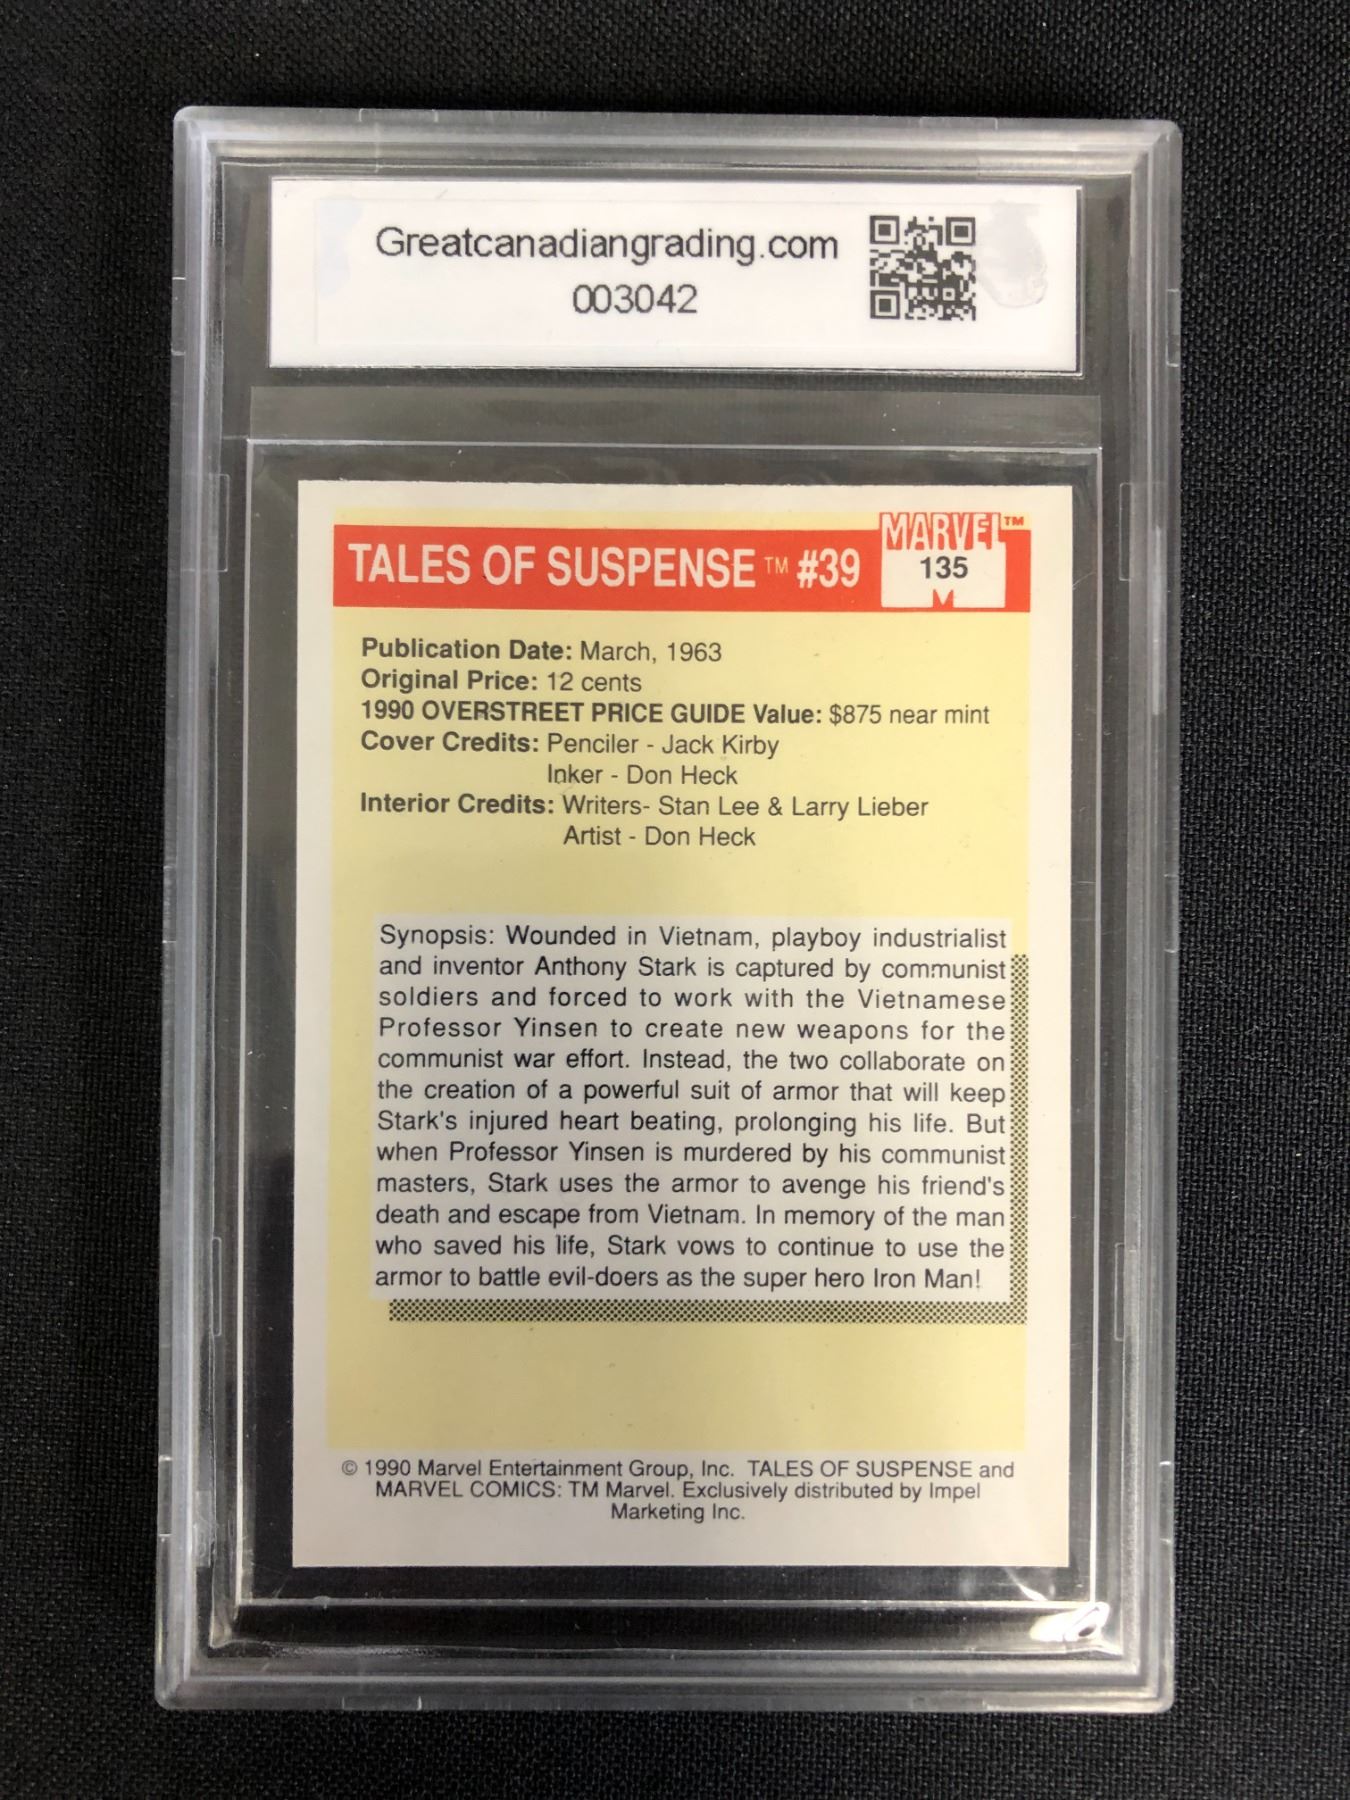 Greatcanadiangrading.com
003042
MARVEL™
TALES OF SUSPENSE ™ #39
135
Publication Date: March, 1963
Original Price: 12 cents
1990 OVERSTREET PRICE GUIDE Value: $875 near mint
Cover Credits: Penciler - Jack Kirby
Inker - Don Heck
Interior Credits: Writers- Stan Lee & Larry Lieber
Artist - Don Heck
Synopsis: Wounded in Vietnam, playboy industrialist
and inventor Anthony Stark is captured by communist
soldiers and forced to work with the Vietnamese
Professor Yinsen to create new weapons for the
communist war effort. Instead, the two collaborate on
the creation of a powerful suit of armor that will keep
Stark's injured heart beating, prolonging his life. But
when Professor Yinsen is murdered by his communist
masters, Stark uses the armor to avenge his friend's
death and escape from Vietnam. In memory of the man
who saved his life, Stark vows to continue to use the
armor to battle evil-doers as the super hero Iron Man!
© 1990 Marvel Entertainment Group, Inc. TALES OF SUSPENSE and
MARVEL COMICS: TM Marvel. Exclusively distributed by Impel
Marketing Inc.